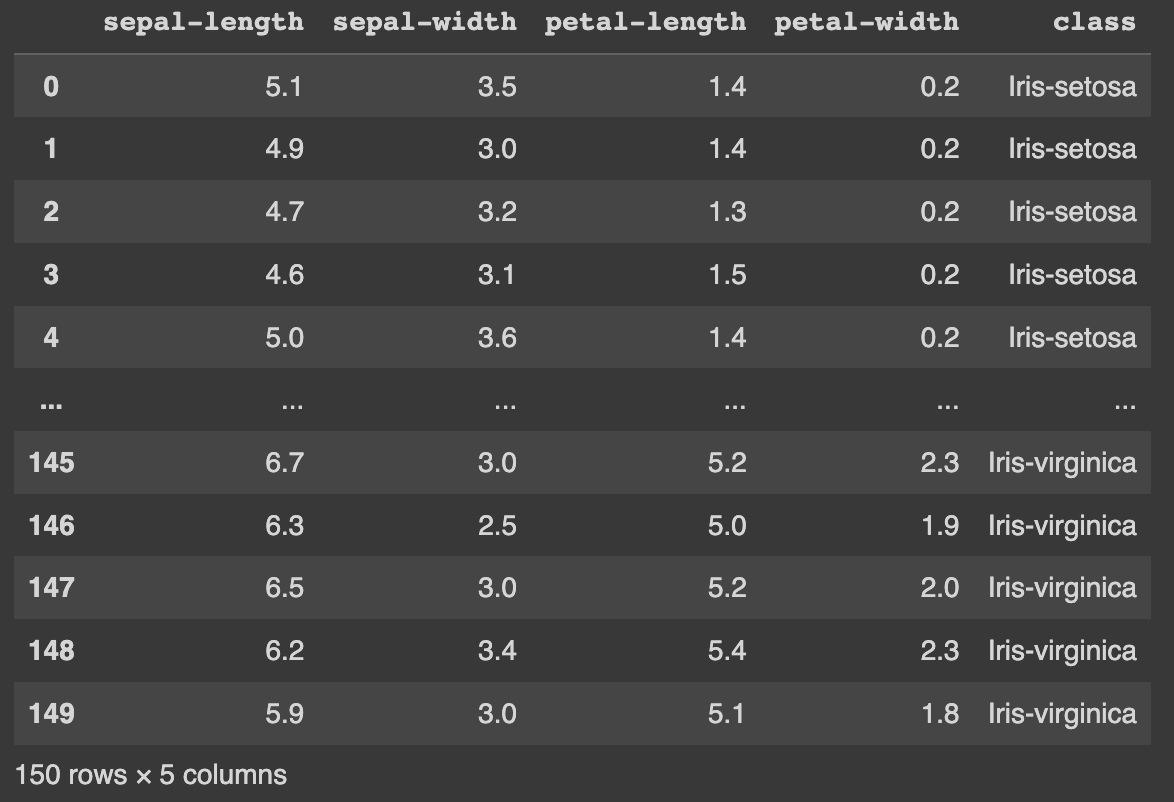 sepal-length sepal-width petal-length petal-width class
0 5.1 3.5 1.4 0.2 Iris-setosa
1 4.9 3.0 1.4 0.2 Iris-setosa
2 4.7 3.2 1.3 0.2 Iris-setosa
3 4.6 3.1 1.5 0.2 Iris-setosa
4 5.0 3.6 1.4 0.2 Iris-setosa
... ... ... ... ... ...
145 6.7 3.0 5.2 2.3 Iris-virginica
146 6.3 2.5 5.0 1.9 Iris-virginica
147 6.5 3.0 5.2 2.0 Iris-virginica
148 6.2 3.4 5.4 2.3 Iris-virginica
149 5.9 3.0 5.1 1.8 Iris-virginica
150 rows × 5 columns